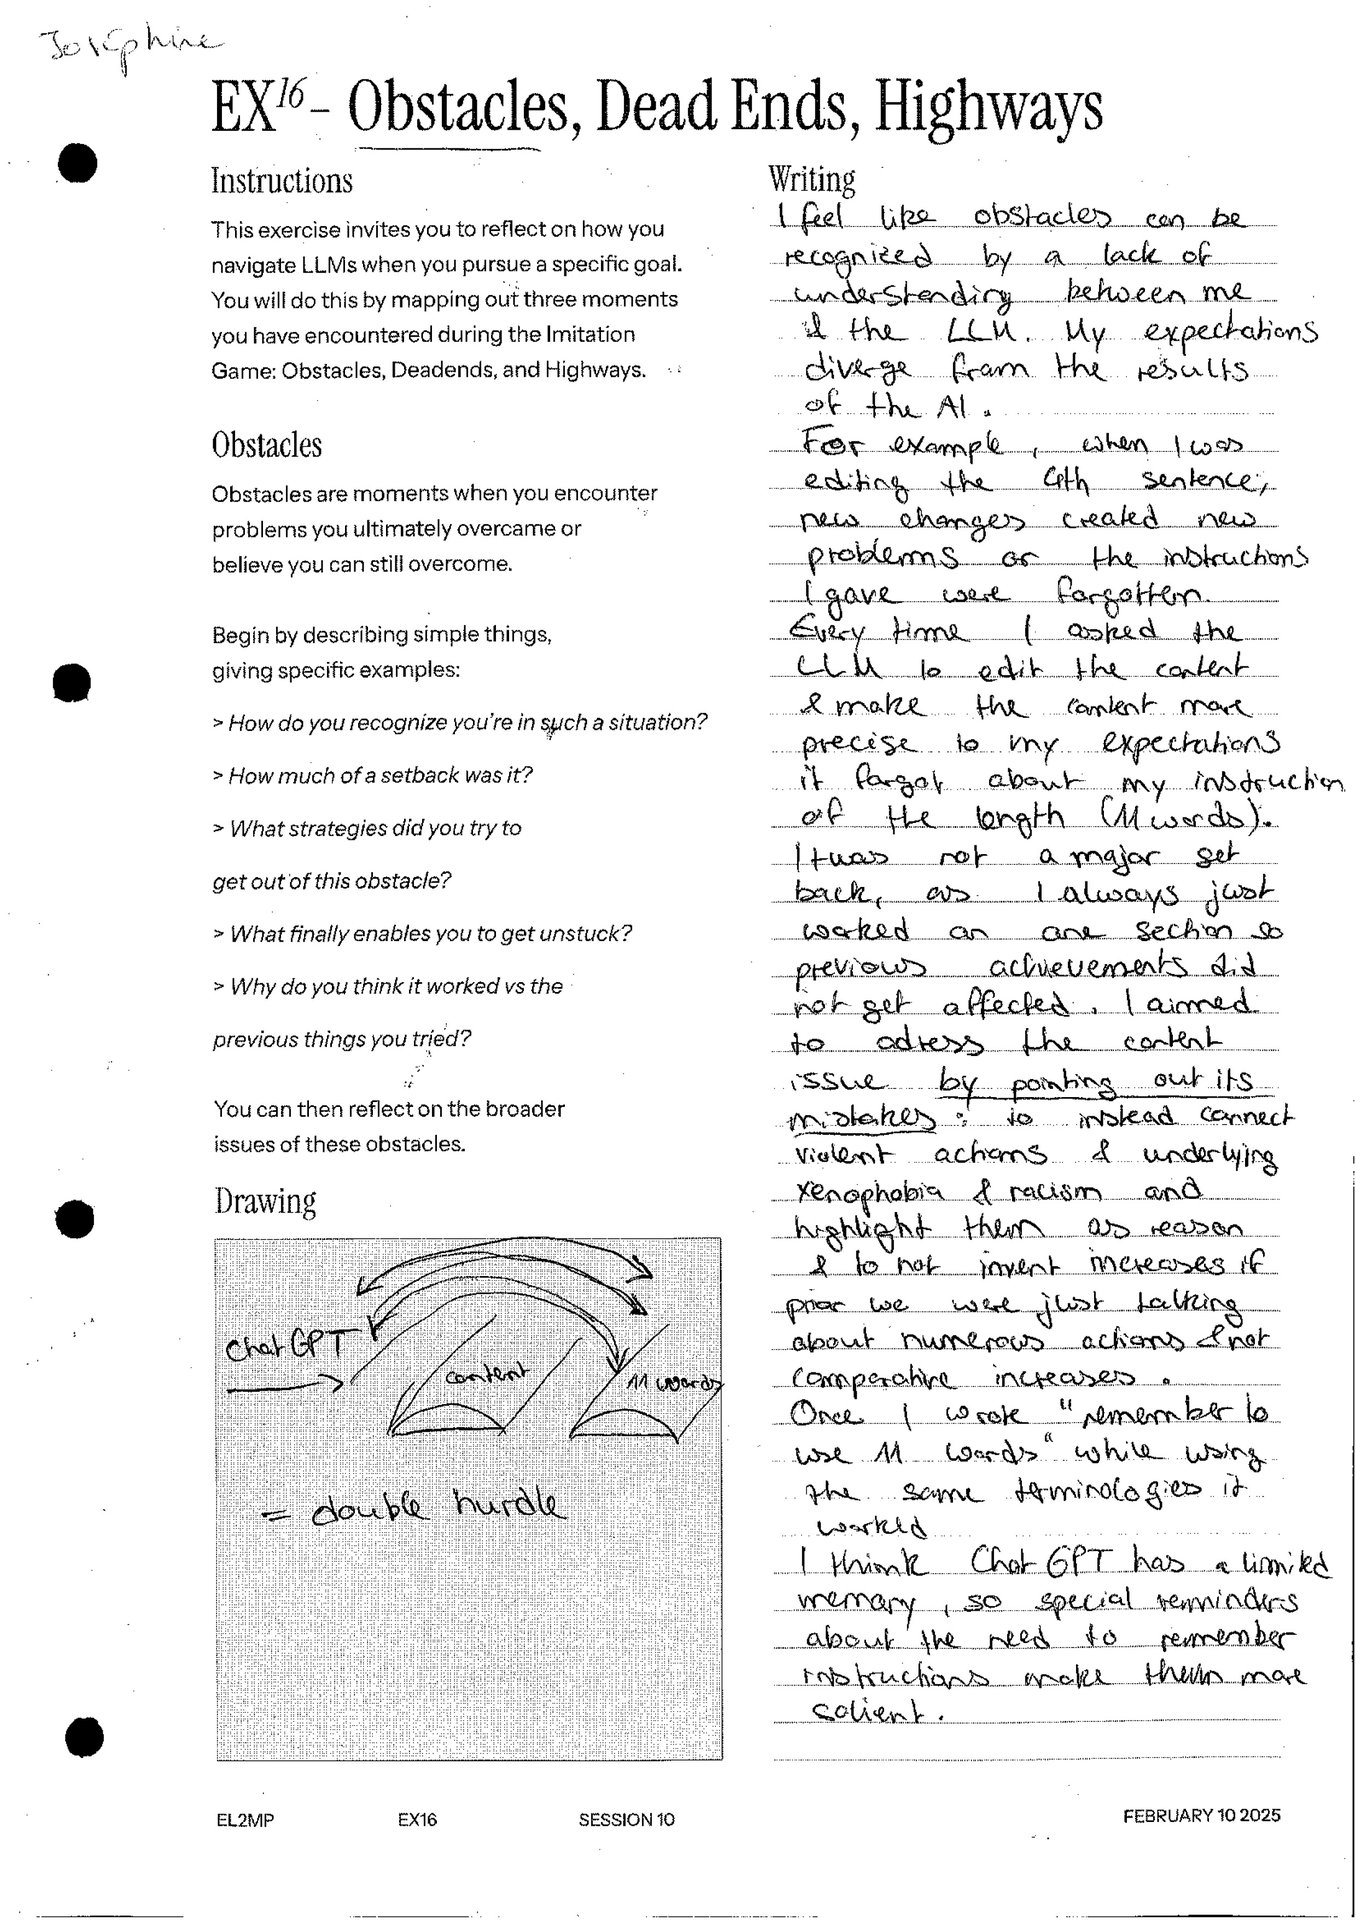 Joséphine
EX16 - Obstacles, Dead Ends, Highways
Instructions
This exercise invites you to reflect on how you
navigate LLMs when you pursue a specific goal.
You will do this by mapping out three moments
you have encountered during the Imitation
Game: Obstacles, Deadends, and Highways.
Obstacles
Obstacles are moments when you encounter
problems you ultimately overcame or
believe you can still overcome.
Begin by describing simple things,
giving specific examples:
> How do you recognize you're in such a situation?
> How much of a setback was it?
> What strategies did you try to
get out of this obstacle?
> What finally enables you to get unstuck?
> Why do you think it worked vs the
previous things you tried?
You can then reflect on the broader
issues of these obstacles.
Drawing
Chat GPT
content
11 words
= double hurdle
Writing
I feel like obstacles can be
recognized by a lack of
understanding between me
& the LLM. My expectations
diverge from the results
of the AI.
For example, when I was
editing the 4th sentence,
new changes created new
problems or the instructions
I gave were forgotten.
Every time I asked the
LLM to edit the content
& make the content more
precise to my expectations
it forgot about my instruction
of the length (11 words).
It was not a major set
back, as I always just
worked on one section so
previous achievements did
not get affected. I aimed
to adress the content
issue by pointing out its
mistakes: to instead connect
violent actions & underlying
xenophobia & racism and
highlight them as reason
& to not invent increases if
prior we were just talking
about numerous actions & not
comperative increases.
Once I wrote "remember to
use 11 words" while using
the same terminologies it
worked
I think Chat GPT has a limited
memory, so special reminders
about the need to remember
instructions make them more
salient.
EL2MP
EX16
SESSION 10
FEBRUARY 10 2025